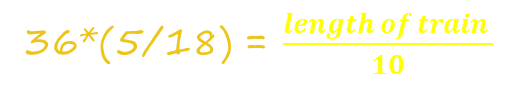 36*(5/18) = length of train / 10